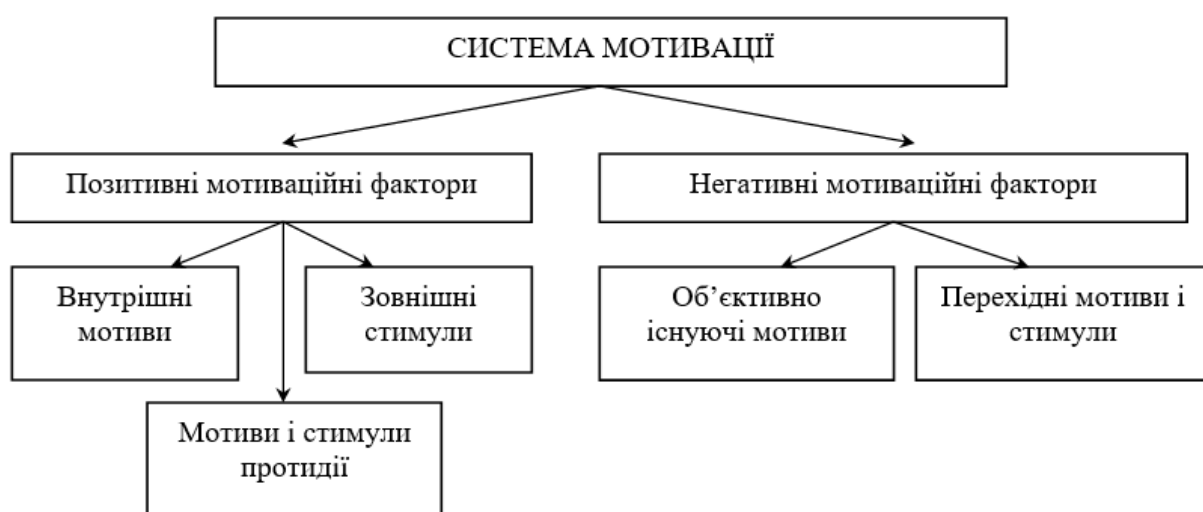 СИСТЕМА МОТИВАЦІЇ
Позитивні мотиваційні фактори
Негативні мотиваційні фактори
Внутрішні
мотиви
Зовнішні
стимули
Об’єктивно
існуючі мотиви
Перехідні мотиви і
стимули
Мотиви і стимули
протидії